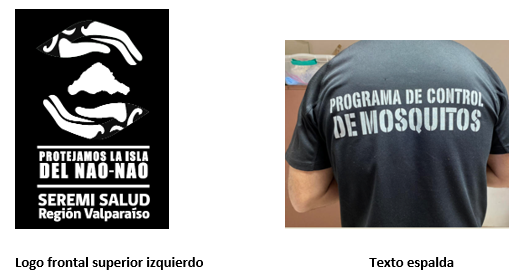 PROTEJAMOS LA ISLA
DEL NAO-NAO
SEREMI SALUD
Región Valparaíso
PROGRAMA DE CONTROL
DE MOSQUITOS
Logo frontal superior izquierdo
Texto espalda